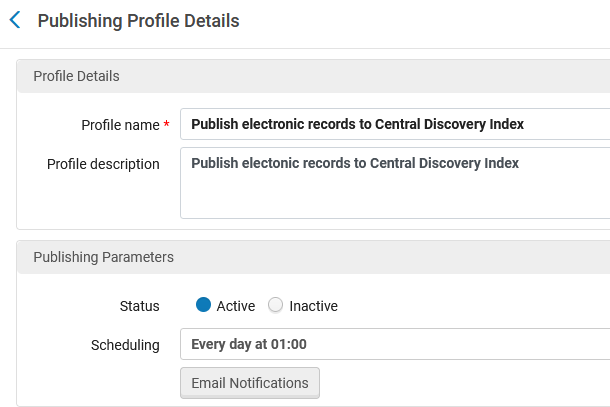 Publishing Profile Details
Profile Details
Profile name * Publish electronic records to Central Discovery Index
Profile description Publish electonic records to Central Discovery Index
Publishing Parameters
Status Active Inactive
Scheduling Every day at 01:00
Email Notifications